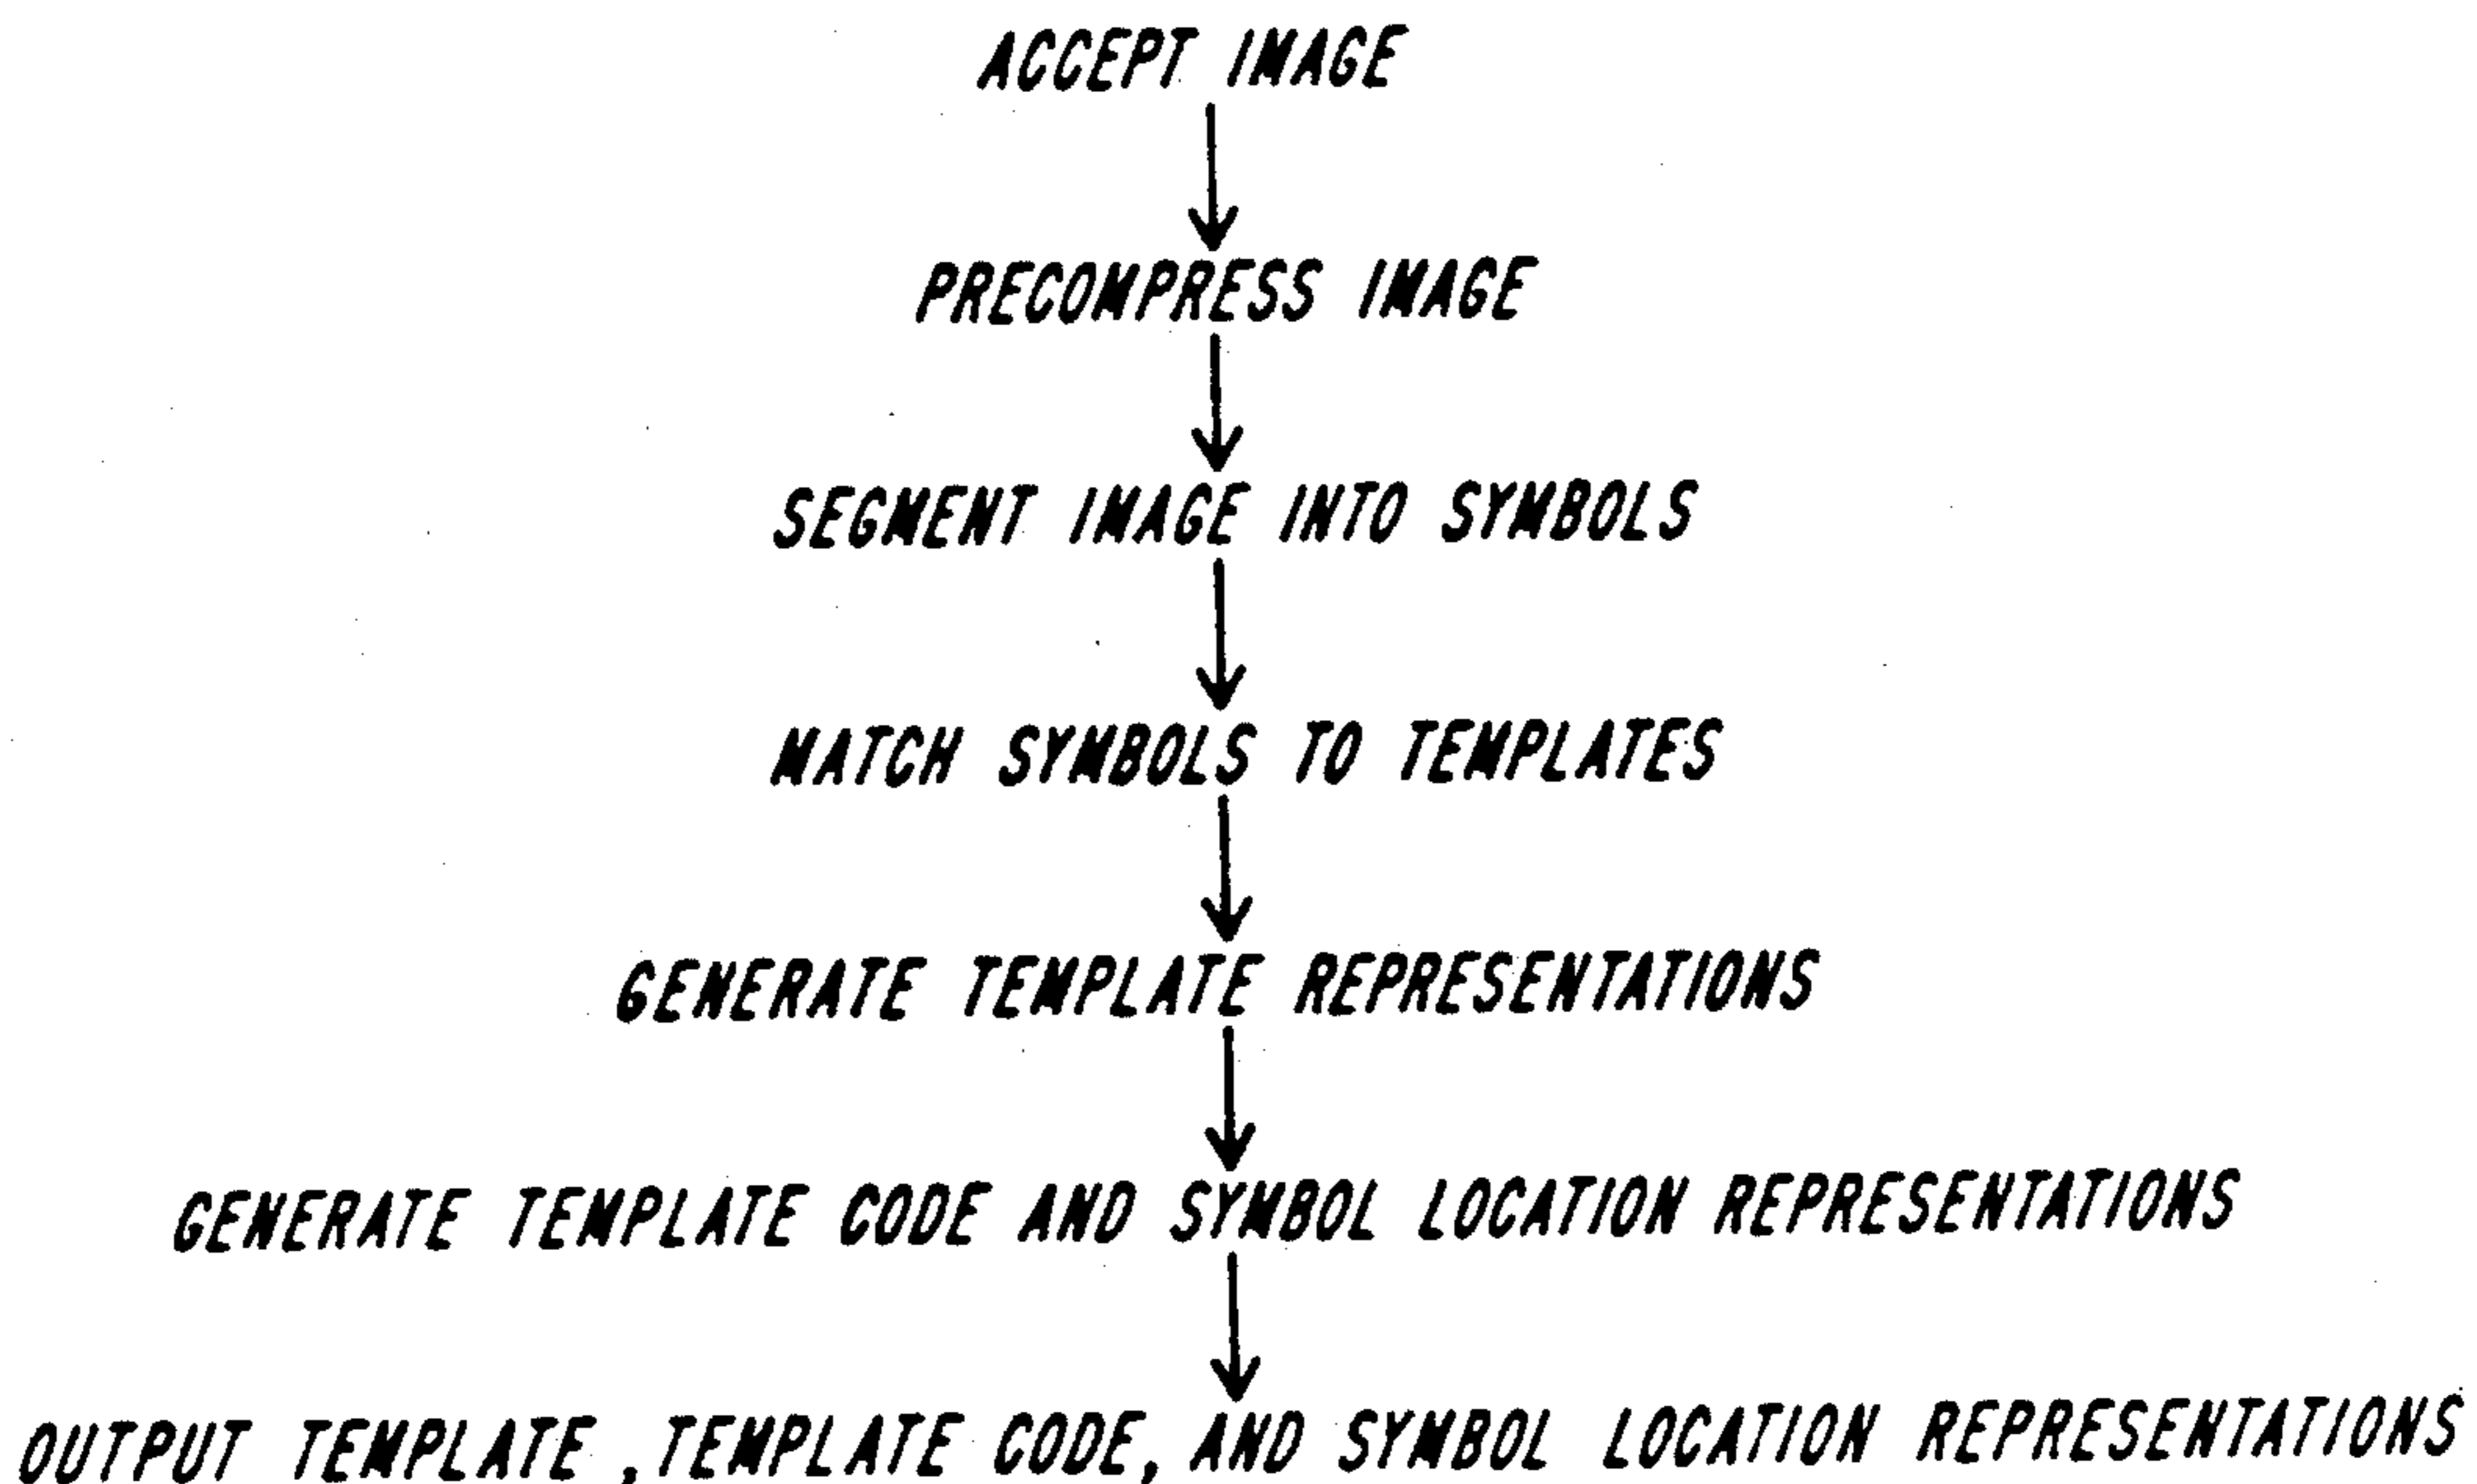 ACCEPT IMAGE
PRECOMPRESS IMAGE
SEGMENT IMAGE INTO SYMBOLS
MATCH SYMBOLS TO TEMPLATES
GENERATE TEMPLATE REPRESENTATIONS
GENERATE TEMPLATE CODE AND SYMBOL LOCATION REPRESENTATIONS
OUTPUT TEMPLATE ,TEMPLATE CODE, AND SYMBOL LOCATION REPRESENTATIONS